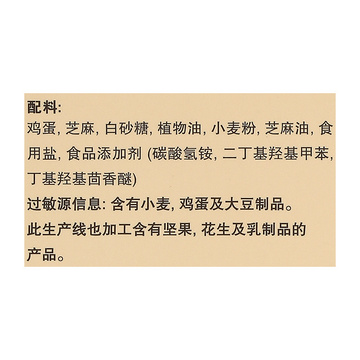 配料:
鸡蛋, 芝麻, 白砂糖, 植物油, 小麦粉, 芝麻油, 食
用盐, 食品添加剂 (碳酸氢铵, 二丁基羟基甲苯,
丁基羟基茴香醚)
过敏源信息: 含有小麦, 鸡蛋及大豆制品。
此生产线也加工含有坚果, 花生及乳制品的
产品。